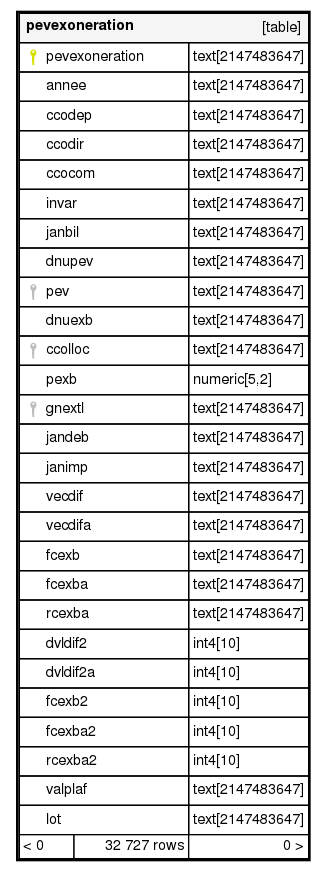 pevexoneration [table]
pevexoneration text[2147483647]
annee text[2147483647]
ccodep text[2147483647]
ccodir text[2147483647]
ccocom text[2147483647]
invar text[2147483647]
janbil text[2147483647]
dnupev text[2147483647]
pev text[2147483647]
dnuexb text[2147483647]
ccolloc text[2147483647]
pexb numeric[5,2]
gnextl text[2147483647]
jandeb text[2147483647]
janimp text[2147483647]
vecdif text[2147483647]
vecdifa text[2147483647]
fcexb text[2147483647]
fcexba text[2147483647]
rcexba text[2147483647]
dvldif2 int4[10]
dvldif2a int4[10]
fcexb2 int4[10]
fcexba2 int4[10]
rcexba2 int4[10]
valplaf text[2147483647]
lot text[2147483647]
< 0 32 727 rows 0 >